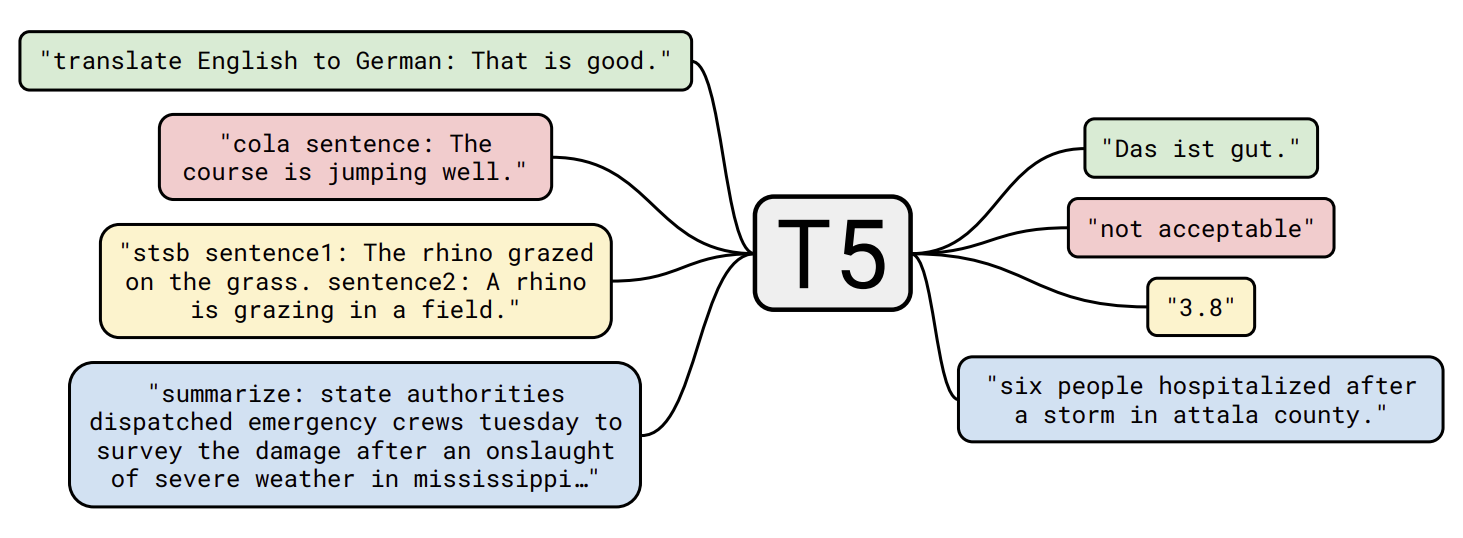 "translate English to German: That is good."
"cola sentence: The
course is jumping well."
"stsb sentence1: The rhino grazed
on the grass. sentence2: A rhino
is grazing in a field."
"summarize: state authorities
dispatched emergency crews tuesday to
survey the damage after an onslaught
of severe weather in mississippi…"
T5
"Das ist gut."
"not acceptable"
"3.8"
"six people hospitalized after
a storm in attala county."